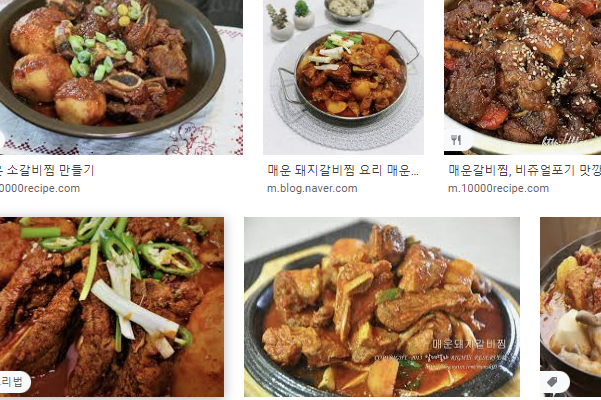 소갈비찜 만들기
매운 돼지갈비찜 요리 매운...
매운갈비찜, 비쥬얼포기 맛깡
0000recipe.com
m.blog.naver.com
m.10000recipe.com
매운돼지갈비찜
리법